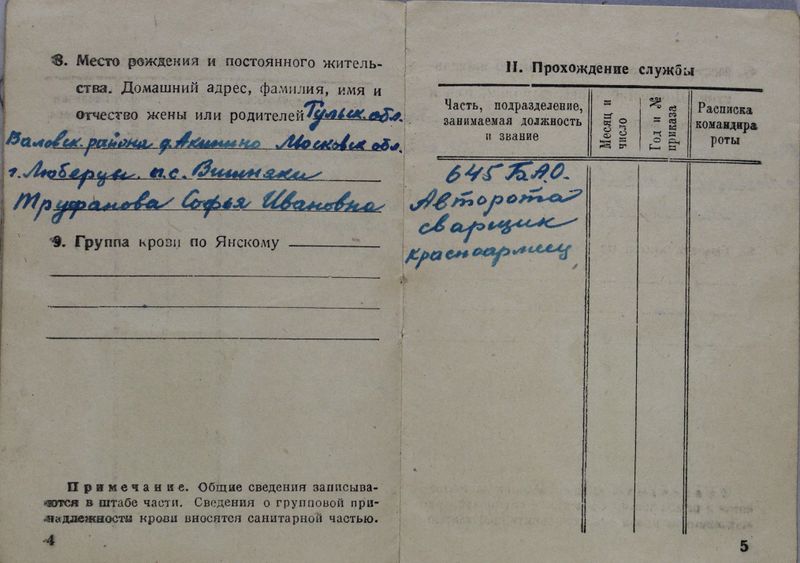 8. Место рождения и постоянного житель-
ства. Домашний адрес, фамилия, имя и
отчество жены или родителей Тульск. обл.
Воловск. района д. Акинино Московск. обл.
г. Люберцы п.с. Вишняки
Труфанова Софья Ивановна
9. Группа крови по Янскому
Примечание. Общие сведения записыва-
ются в штабе части. Сведения о групповой при-
надлежности крови вносятся санитарной частью.
4
II. Прохождение службы
Часть, подразделение,
занимаемая должность
и звание
Месяц и
число
Год и №
приказа
Расписка
командира
роты
645 БАО.
Авторота
сварщик
красноармеец
5